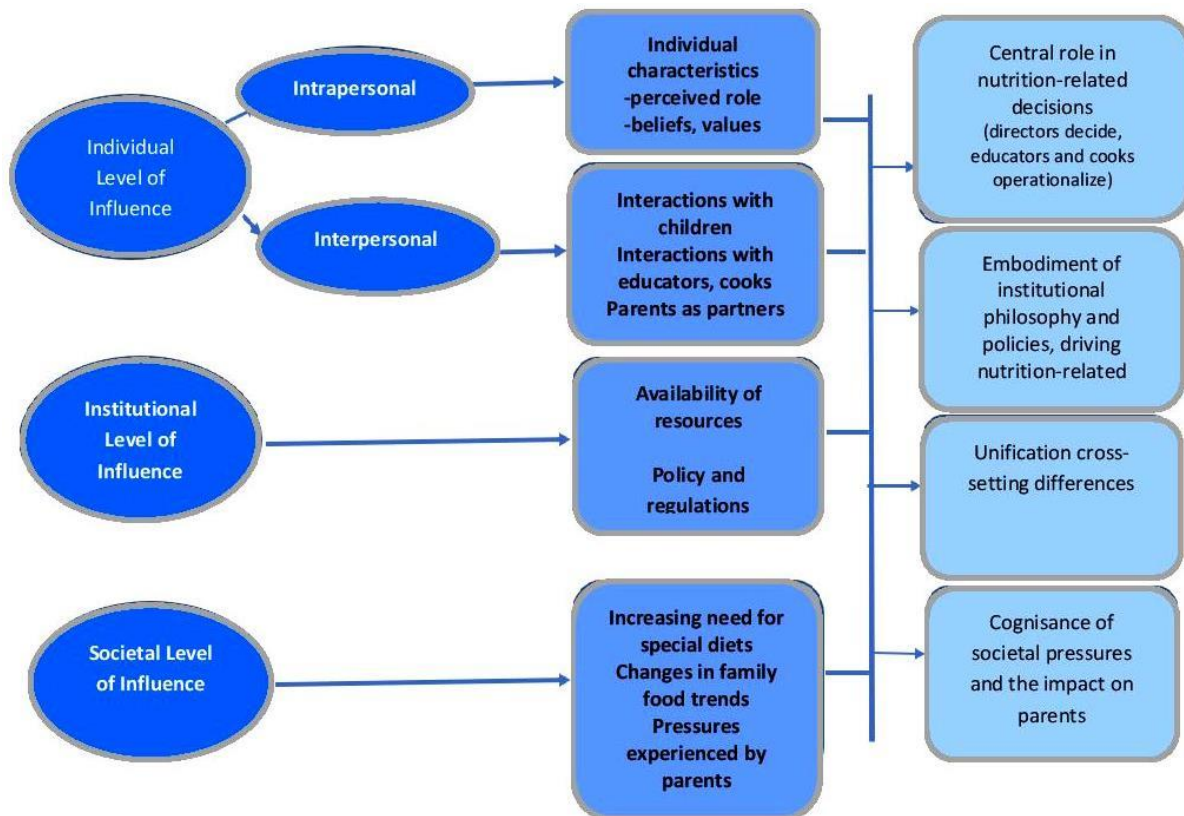 Individual
Level of
Influence
Intrapersonal
Interpersonal
Individual
characteristics
-perceived role
-beliefs, values
Interactions with
children
Interactions with
educators, cooks
Parents as partners
Institutional
Level of
Influence
Availability of
resources
Policy and
regulations
Societal Level
of Influence
Increasing need for
special diets
Changes in family
food trends
Pressures
experienced by
parents
Central role in
nutrition-related
decisions
(directors decide,
educators and cooks
operationalize)
Embodiment of
institutional
philosophy and
policies, driving
nutrition-related
Unification cross-
setting differences
Cognisance of
societal pressures
and the impact on
parents